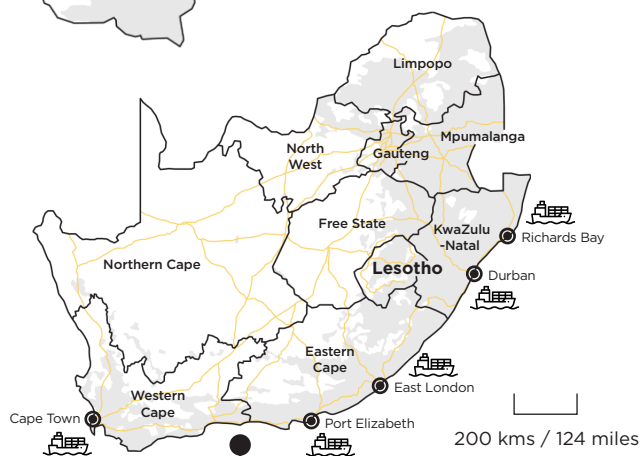 Limpopo
Mpumalanga
North
West
Gauteng
Free State
KwaZulu
-Natal
Richards Bay
Northern Cape
Lesotho
Durban
Eastern
Cape
East London
Western
Cape
Cape Town
Port Elizabeth
200 kms / 124 miles